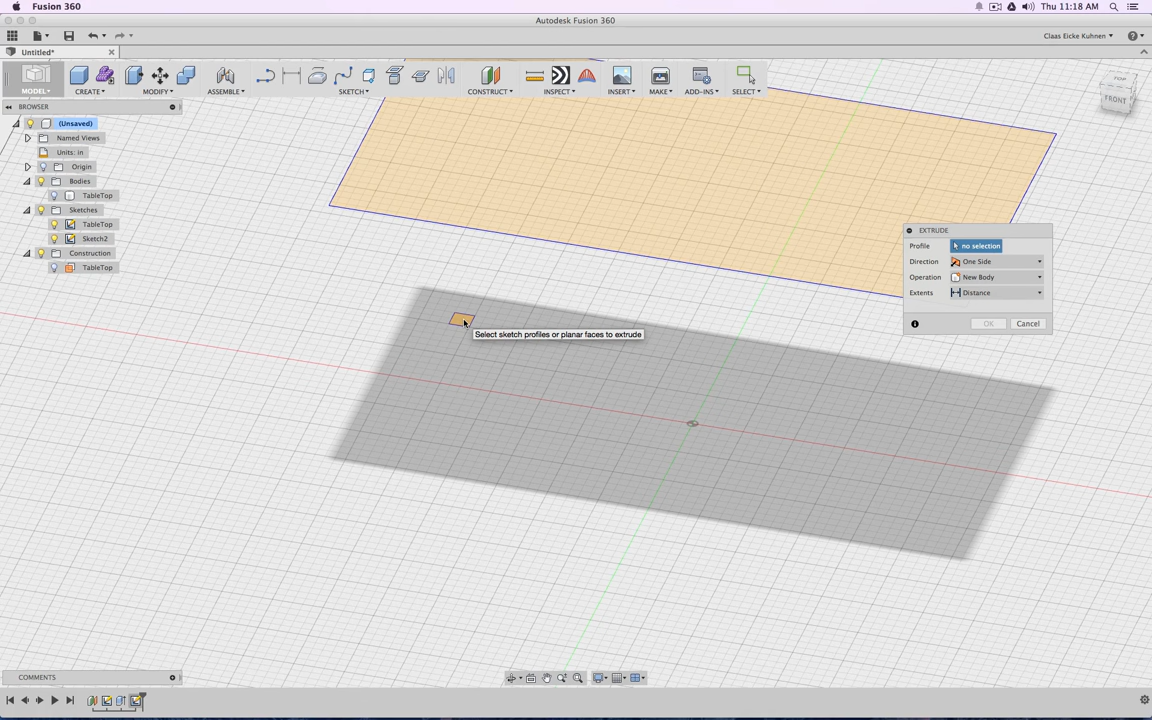 Fusion 360 Thu 11:18 AM
Autodesk Fusion 360
Claas Eicke Kuhnen ?
Untitled*
MODEL CREATE MODIFY ASSEMBLE SKETCH CONSTRUCT INSPECT INSERT MAKE ADD-INS SELECT
TOP
FRONT
BROWSER
(Unsaved)
Named Views
Units: in
Origin
Bodies
TableTop
Sketches
TableTop
Sketch2
Construction
TableTop
EXTRUDE
Profile no selection
Direction One Side
Operation New Body
Extents Distance
OK Cancel
Select sketch profiles or planar faces to extrude
COMMENTS